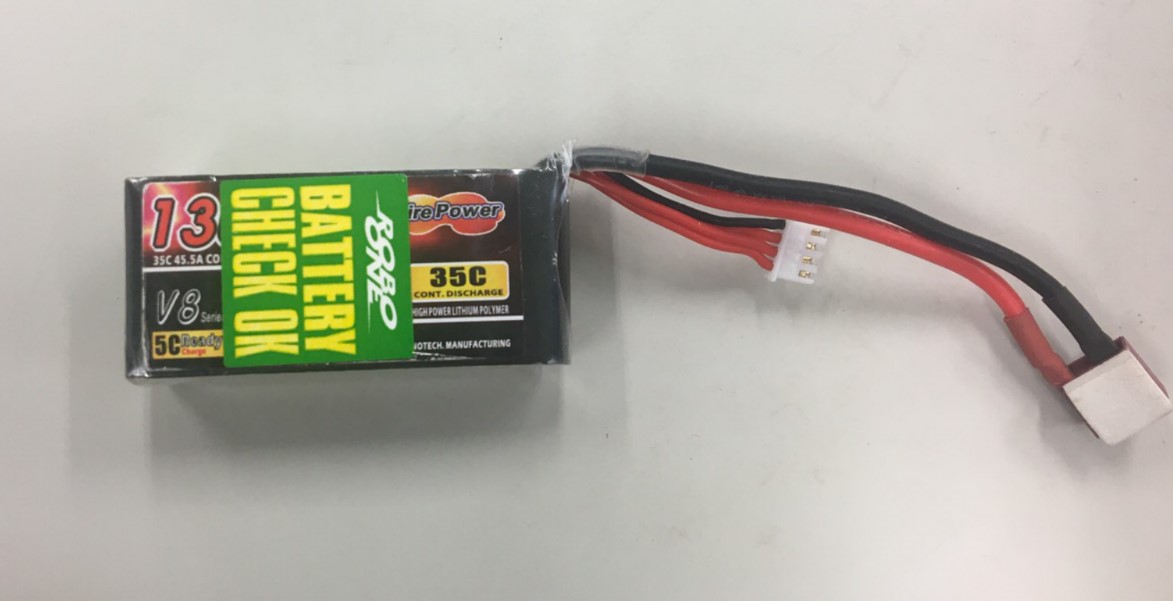 13
35C 45.5A CO
V8 Series
5C Ready
Charge
BATTERY
CHECK OK
ROBO
ONE
ire Power
35C
CONT. DISCHARGE
HIGH POWER LITHIUM POLYMER
NOTECH. MANUFACTURING